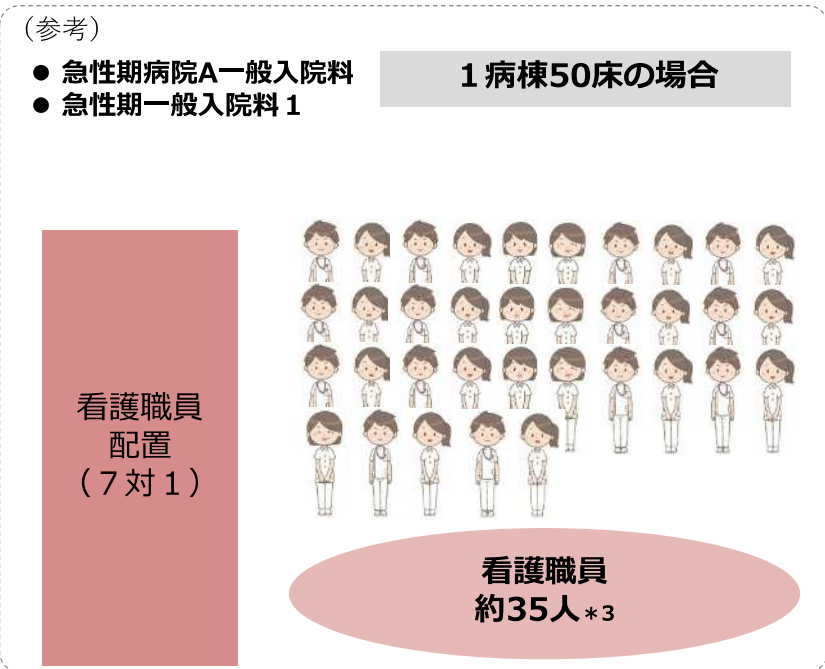 （参考）
● 急性期病院A一般入院料
● 急性期一般入院料１
１病棟50床の場合
看護職員
配置
（７対１）
看護職員
約35人＊3